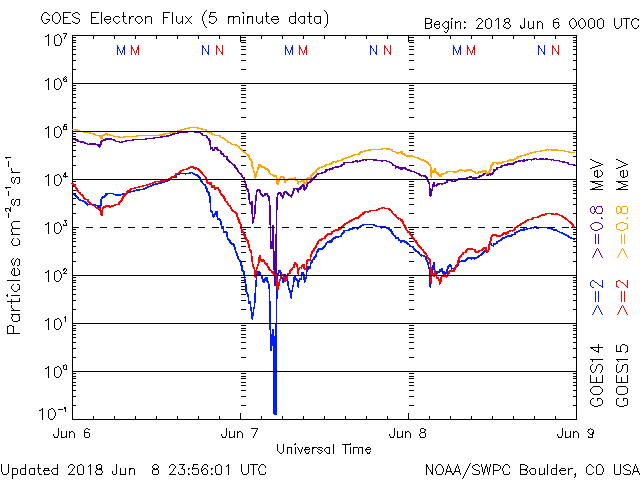 GOES Electron Flux (5 minute data)
Begin: 2018 Jun 6 0000 UTC
10⁷
10⁶
10⁵
10⁴
10³
10²
10¹
10⁰
10⁻¹
M M N N M M N N M M N N
Particles cm⁻²s⁻¹sr⁻¹
Jun 6
Jun 7
Jun 8
Jun 9
Universal Time
GOES14 >=2 >=0.8 MeV
GOES15 >=2 >=0.8 MeV
Updated 2018 Jun 8 23:56:01 UTC
NOAA/SWPC Boulder, CO USA